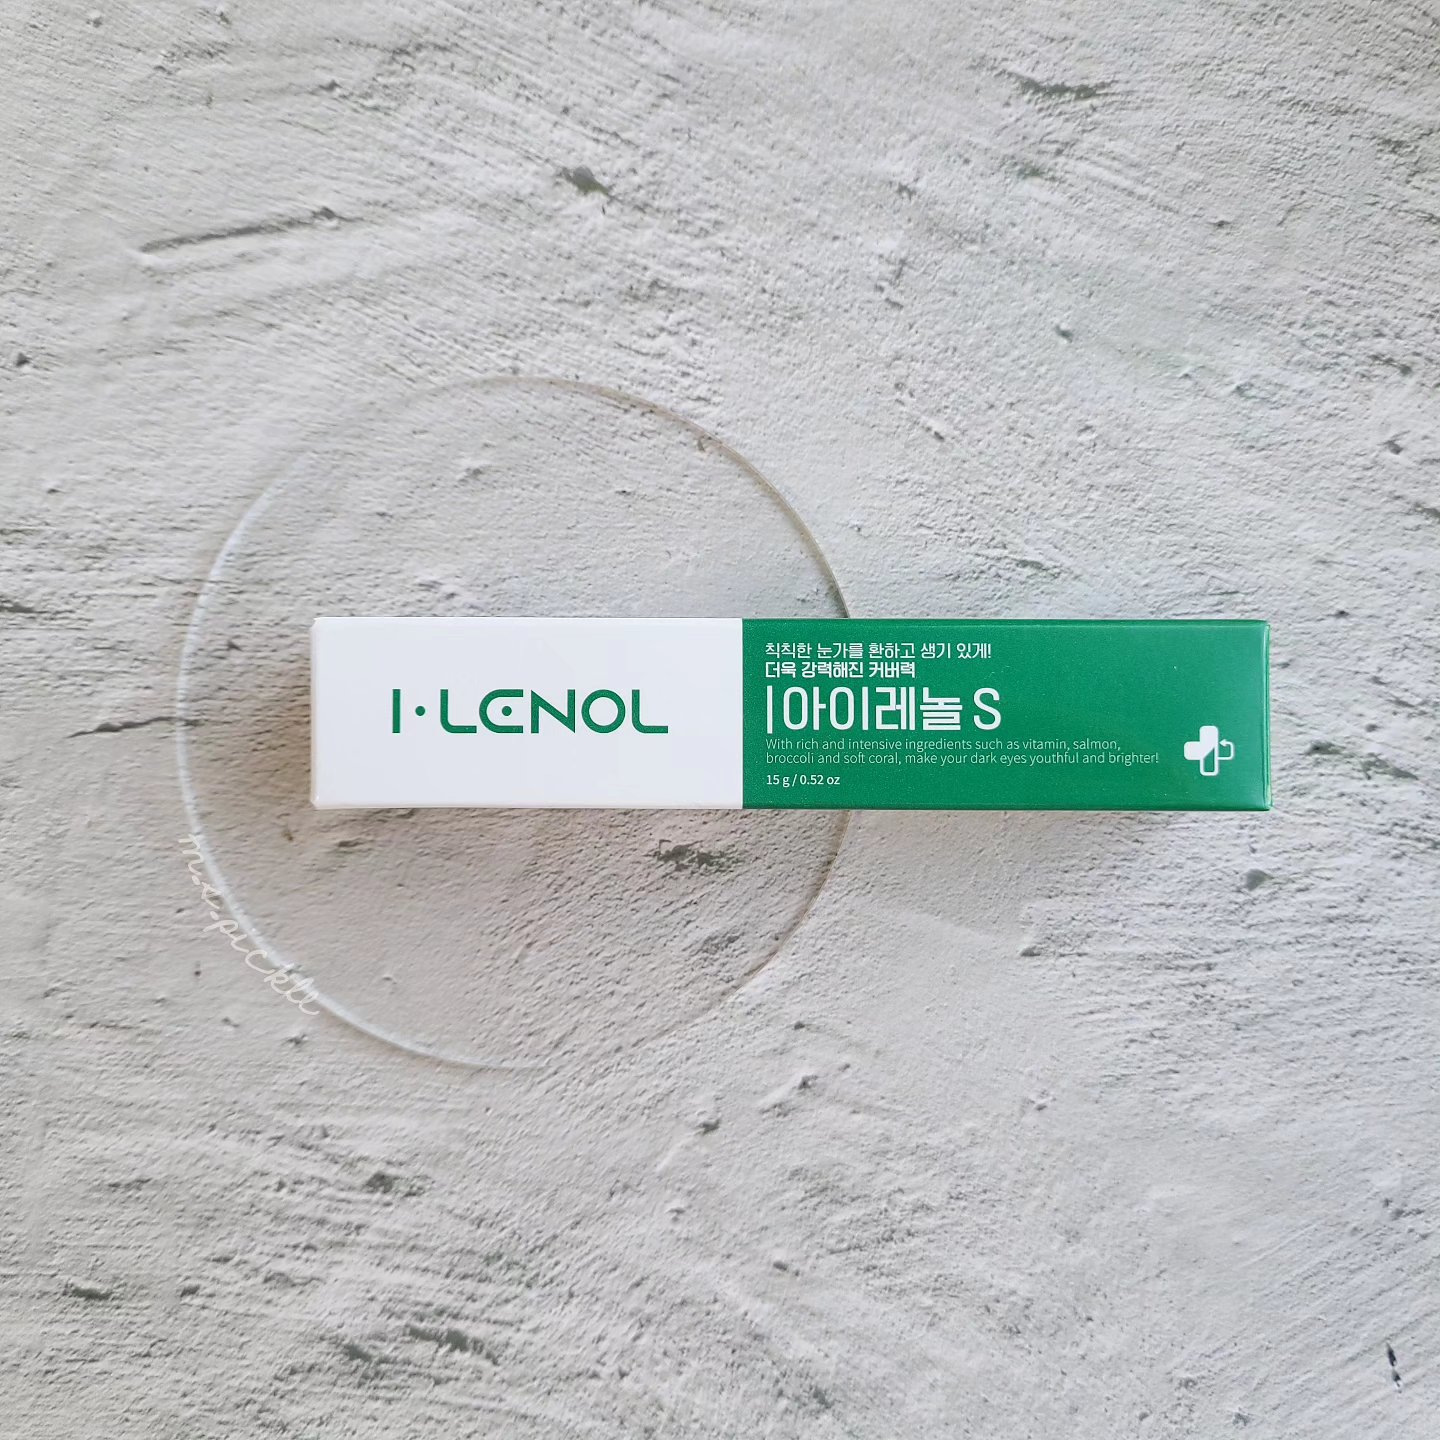 I·LENOL
칙칙한 눈가를 환하고 생기 있게!
더욱 강력해진 커버력
아이레놀 S
With rich and intensive ingredients such as vitamin, salmon,
broccoli and soft coral, make your dark eyes youthful and brighter!
15 g / 0.52 oz
m.x.pickll